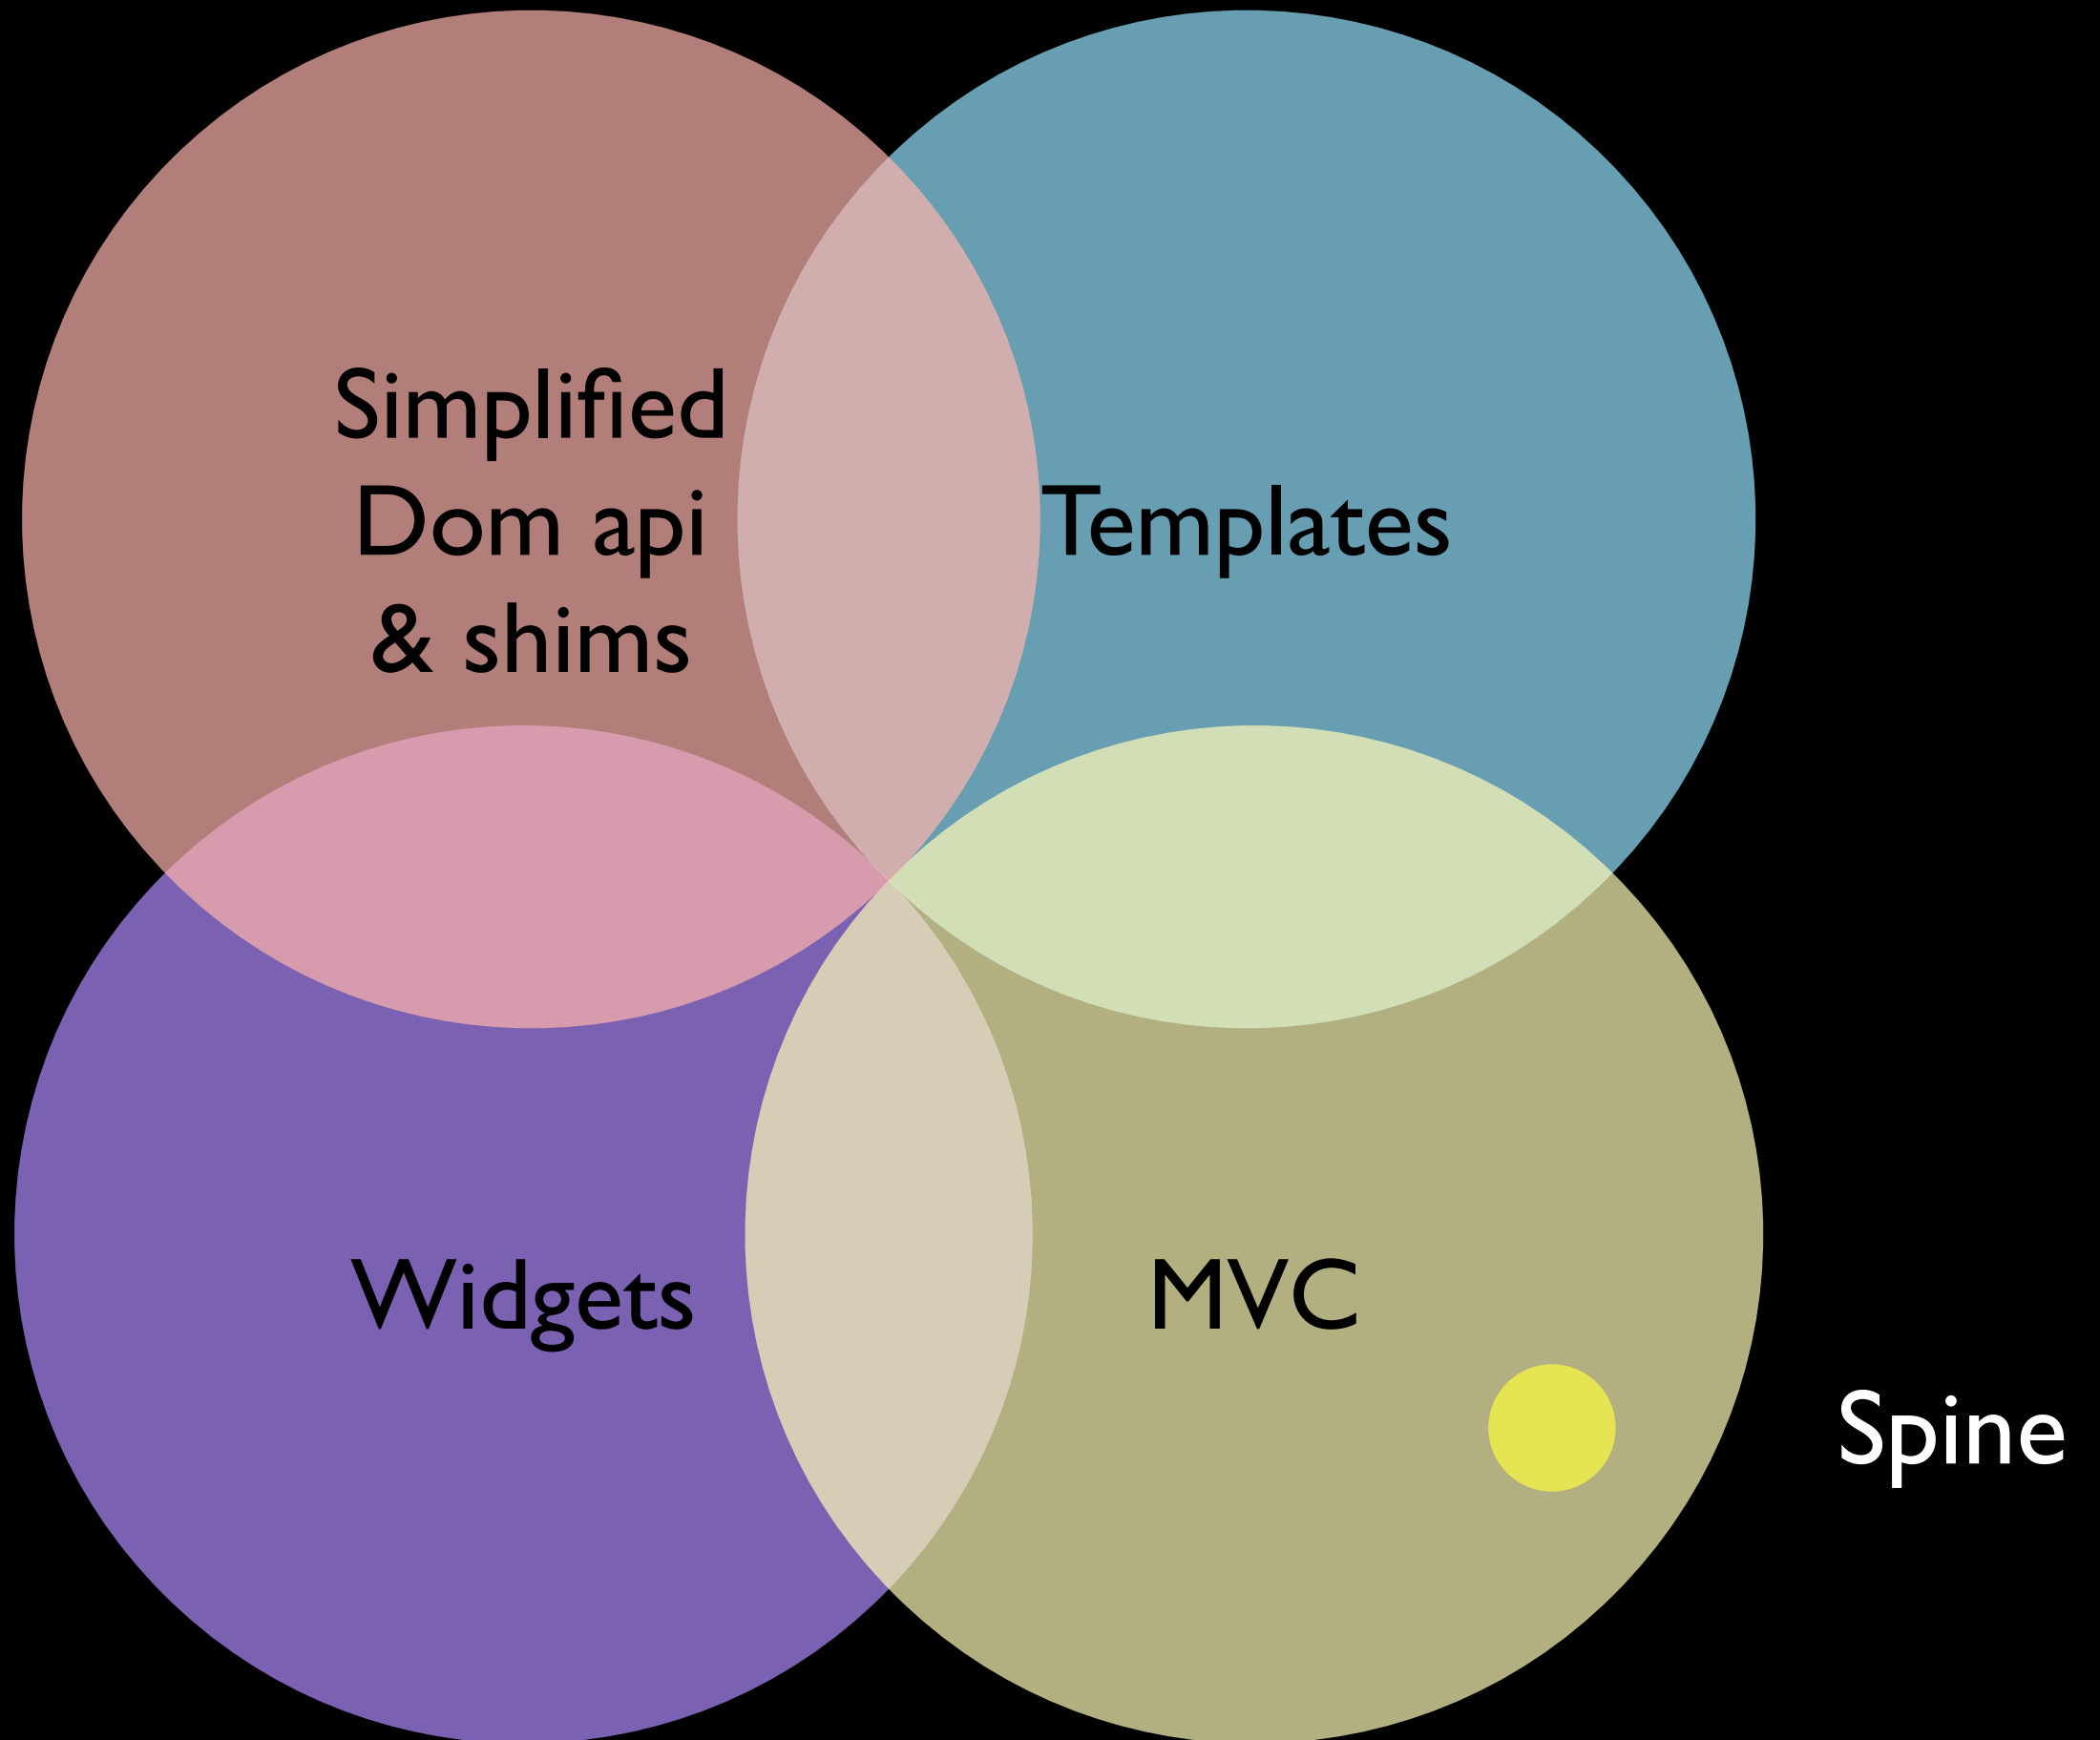 Simplified
Dom api
& shims
Templates
Widgets
MVC
Spine